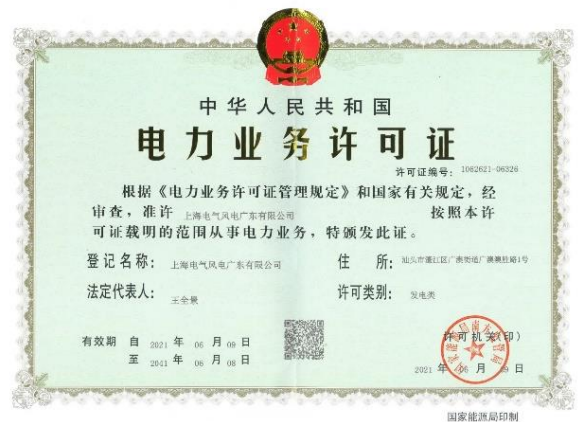 中华人民共和国
电力业务许可证
许可证编号: 1062621-06326
根据《电力业务许可证管理规定》和国家有关规定,经
审查,准许 上海电气风电广东有限公司 按照本许
可证载明的范围从事电力业务,特颁发此证。
登记名称: 上海电气风电广东有限公司
住 所: 汕头市濠江区广澳街道广澳澳胜路1号
法定代表人: 王全景
许可类别: 发电类
有效期 自 2021 年 06 月 09 日
至 2041 年 06 月 08 日
许可机关(印)
2021 年 06 月 09 日
国家能源局印制